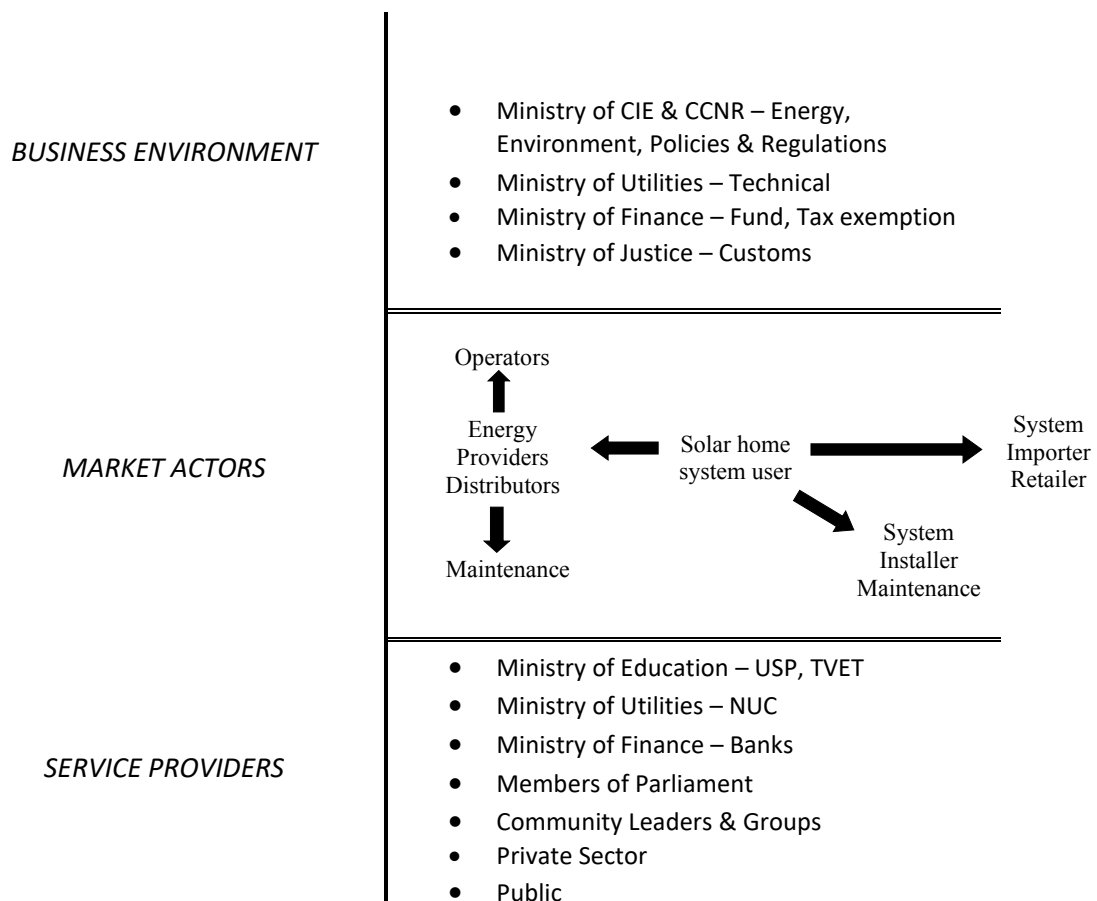 BUSINESS ENVIRONMENT
• Ministry of CIE & CCNR – Energy,
Environment, Policies & Regulations
• Ministry of Utilities – Technical
• Ministry of Finance – Fund, Tax exemption
• Ministry of Justice – Customs
MARKET ACTORS
Operators
Energy
Providers
Distributors
Maintenance
Solar home
system user
System
Importer
Retailer
System
Installer
Maintenance
SERVICE PROVIDERS
• Ministry of Education – USP, TVET
• Ministry of Utilities – NUC
• Ministry of Finance – Banks
• Members of Parliament
• Community Leaders & Groups
• Private Sector
• Public